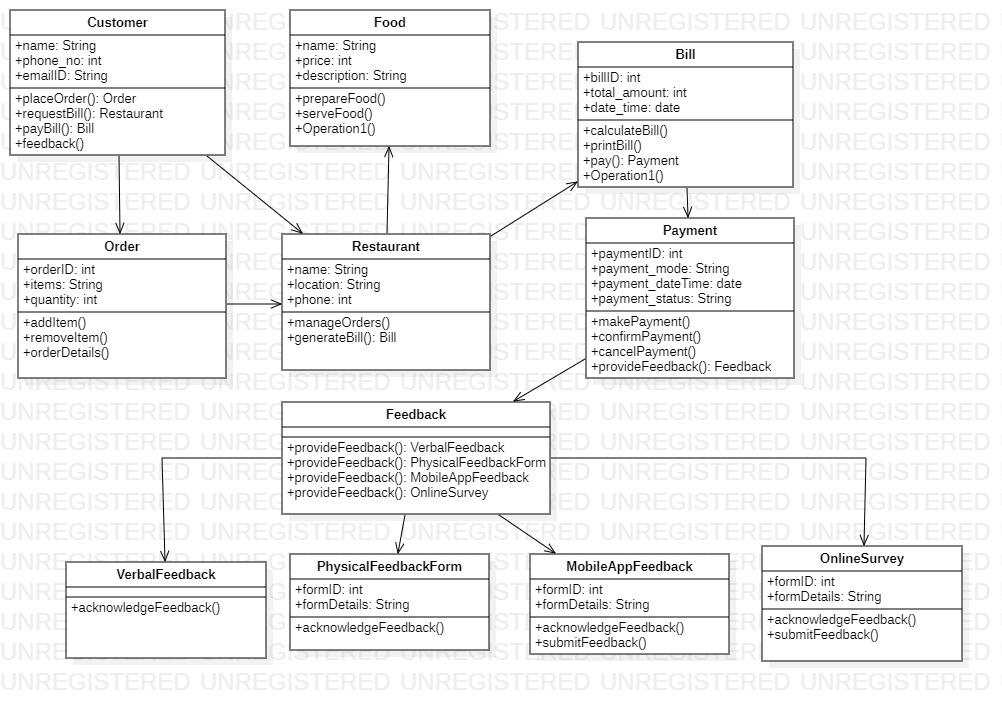 Customer
+name: String
+phone_no: int
+emailID: String
+placeOrder(): Order
+requestBill(): Restaurant
+payBill(): Bill
+feedback()
Food
+name: String
+price: int
+description: String
+prepareFood()
+serveFood()
+Operation1()
Bill
+billID: int
+total_amount: int
+date_time: date
+calculateBill()
+printBill()
+pay(): Payment
+Operation1()
Order
+orderID: int
+items: String
+quantity: int
+addItem()
+removeItem()
+orderDetails()
Restaurant
+name: String
+location: String
+phone: int
+manageOrders()
+generateBill(): Bill
Payment
+paymentID: int
+payment_mode: String
+payment_dateTime: date
+payment_status: String
+makePayment()
+confirmPayment()
+cancelPayment()
+provideFeedback(): Feedback
Feedback
+provideFeedback(): VerbalFeedback
+provideFeedback(): PhysicalFeedbackForm
+provideFeedback(): MobileAppFeedback
+provideFeedback(): OnlineSurvey
VerbalFeedback
+acknowledgeFeedback()
PhysicalFeedbackForm
+formID: int
+formDetails: String
+acknowledgeFeedback()
MobileAppFeedback
+formID: int
+formDetails: String
+acknowledgeFeedback()
+submitFeedback()
OnlineSurvey
+formID: int
+formDetails: String
+acknowledgeFeedback()
+submitFeedback()
UNREGISTERED UNREGISTERED UNREGISTERED UNREGISTERED UNREGISTERED